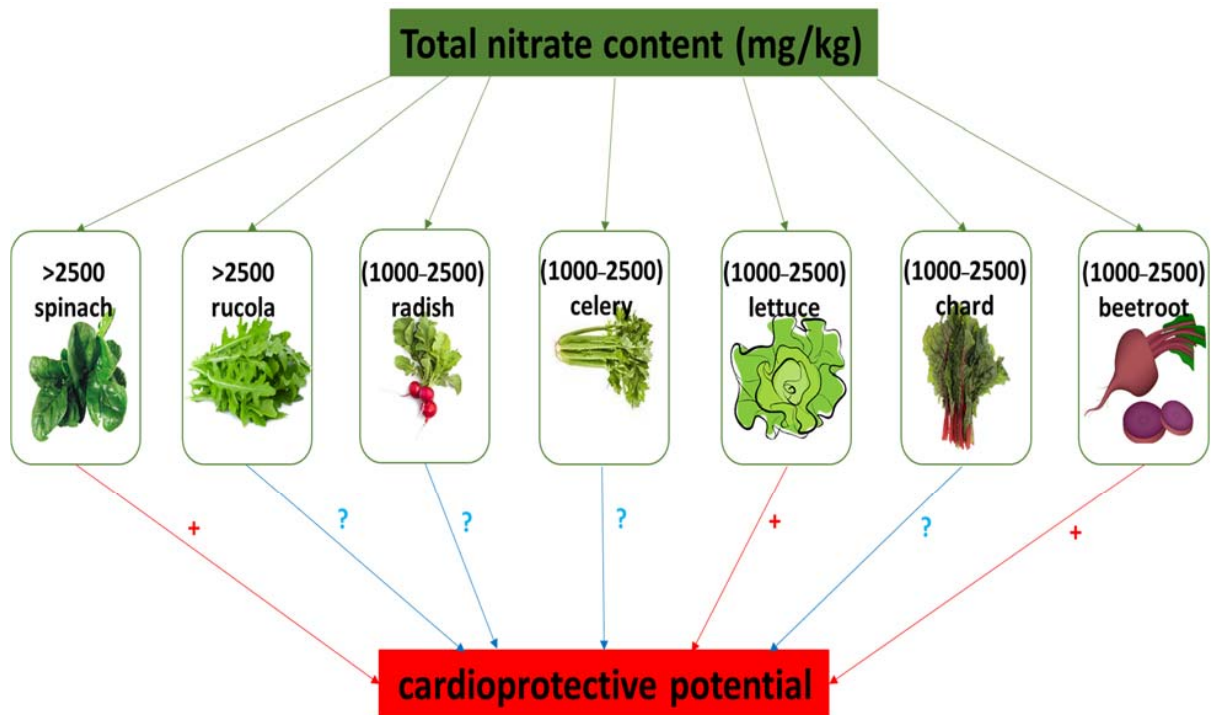 Total nitrate content (mg/kg)
>2500
spinach
>2500
rucola
(1000–2500)
radish
(1000–2500)
celery
(1000–2500)
lettuce
(1000–2500)
chard
(1000–2500)
beetroot
+
?
?
?
+
?
+
cardioprotective potential